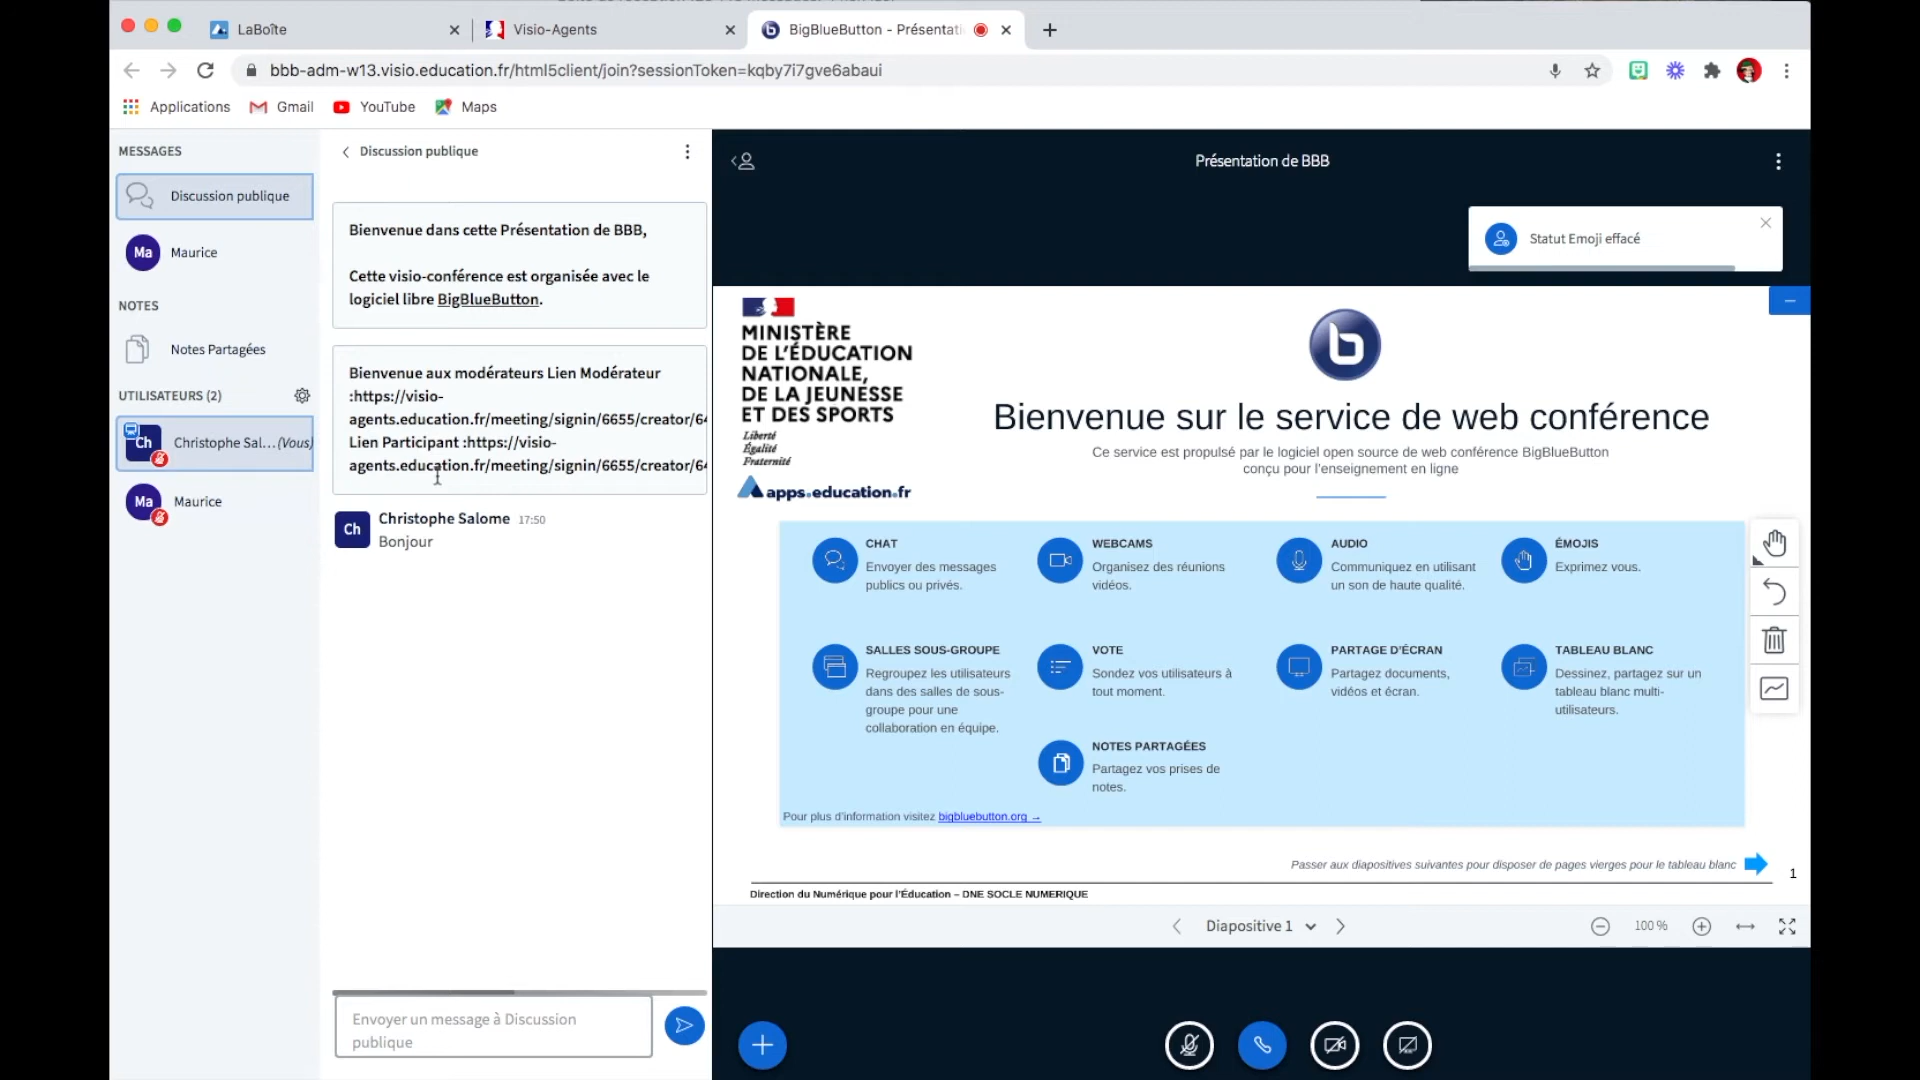 LaBoîte
Visio-Agents
BigBlueButton - Présentati
bbb-adm-w13.visio.education.fr/html5client/join?sessionToken=kqby7i7gve6abaui
Applications
Gmail
YouTube
Maps
MESSAGES
Discussion publique
Ma
Maurice
NOTES
Notes Partagées
UTILISATEURS (2)
Ch
Christophe Sal... (Vous)
Ma
Maurice
Discussion publique
Bienvenue dans cette Présentation de BBB,
Cette visio-conférence est organisée avec le
logiciel libre BigBlueButton.
Bienvenue aux modérateurs Lien Modérateur
:https://visio-
agents.education.fr/meeting/signin/6655/creator/64
Lien Participant :https://visio-
agents.education.fr/meeting/signin/6655/creator/64
Ch
Christophe Salome 17:50
Bonjour
Envoyer un message à Discussion
publique
Présentation de BBB
Statut Emoji effacé
MINISTÈRE
DE L'ÉDUCATION
NATIONALE,
DE LA JEUNESSE
ET DES SPORTS
Liberté
Égalité
Fraternité
apps.education.fr
b
Bienvenue sur le service de web conférence
Ce service est propulsé par le logiciel open source de web conférence BigBlueButton
conçu pour l'enseignement en ligne
CHAT
Envoyer des messages
publics ou privés.
WEBCAMS
Organisez des réunions
vidéos.
AUDIO
Communiquez en utilisant
un son de haute qualité.
ÉMOJIS
Exprimez vous.
SALLES SOUS-GROUPE
Regroupez les utilisateurs
dans des salles de sous-
groupe pour une
collaboration en équipe.
VOTE
Sondez vos utilisateurs à
tout moment.
PARTAGE D'ÉCRAN
Partagez documents,
vidéos et écran.
TABLEAU BLANC
Dessinez, partagez sur un
tableau blanc multi-
utilisateurs.
NOTES PARTAGÉES
Partagez vos prises de
notes.
Pour plus d'information visitez bigbluebutton.org →
Passer aux diapositives suivantes pour disposer de pages vierges pour le tableau blanc
1
Direction du Numérique pour l'Éducation – DNE SOCLE NUMERIQUE
Diapositive 1
100 %